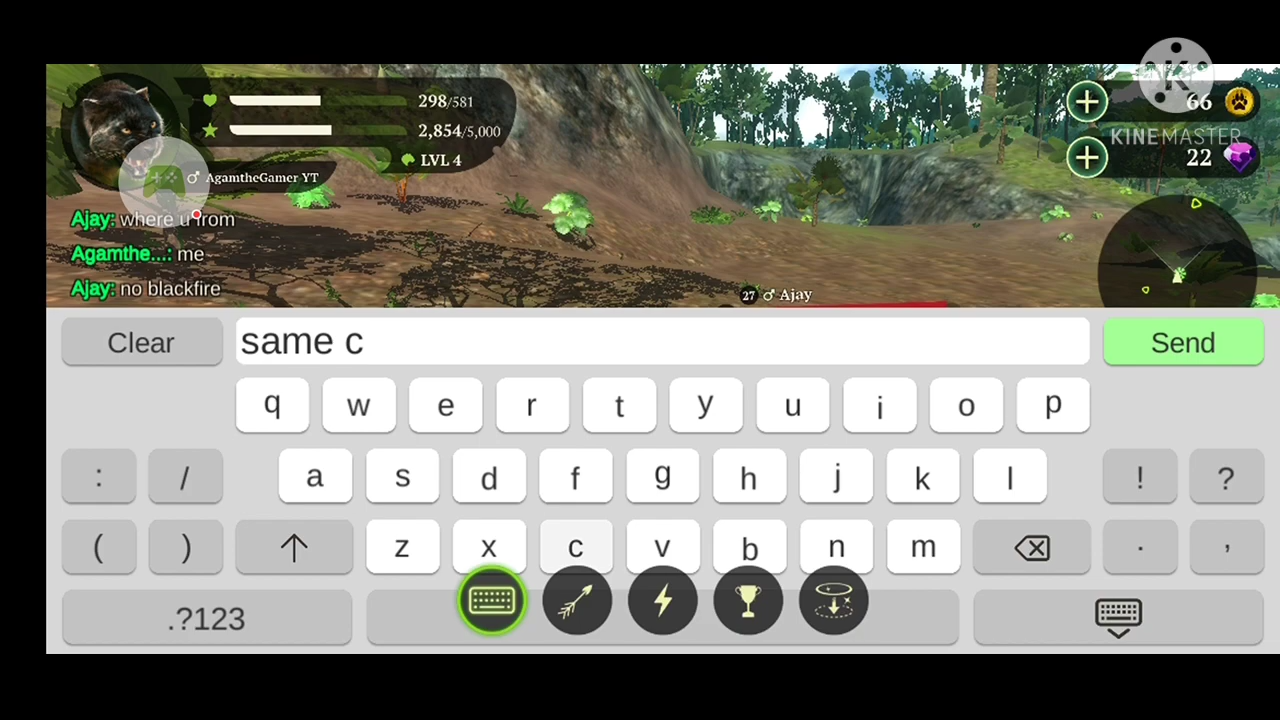 298/581
2,854/5,000
LVL 4
♂ AgamtheGamer YT
66
KINEMASTER
22
Ajay: where u from
Agamthe...: me
Ajay: no blackfire
27 ♂ Ajay
Clear
same c
Send
q w e r t y u i o p
: / a s d f g h j k l ! ?
( ) ↑ z x c v b n m . ,
.?123